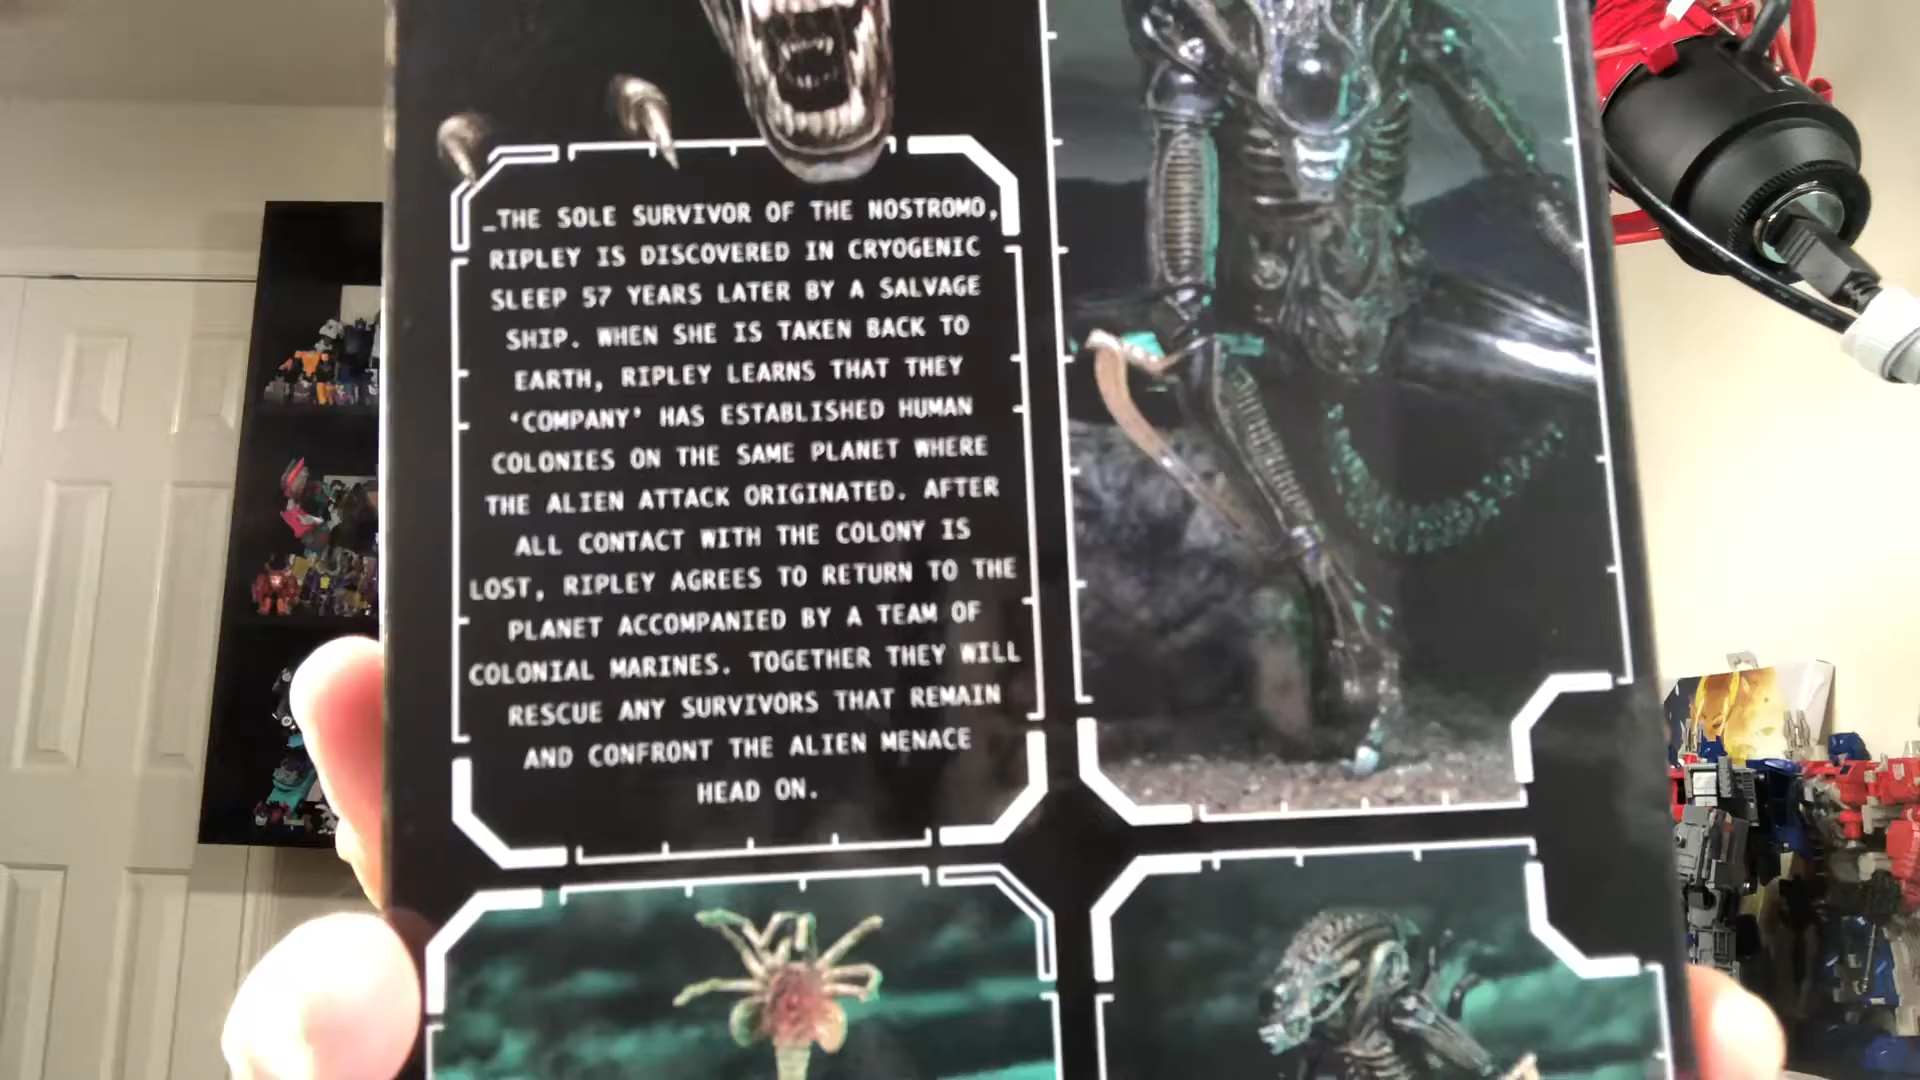 _THE SOLE SURVIVOR OF THE NOSTROMO,
RIPLEY IS DISCOVERED IN CRYOGENIC
SLEEP 57 YEARS LATER BY A SALVAGE
SHIP. WHEN SHE IS TAKEN BACK TO
EARTH, RIPLEY LEARNS THAT THEY
'COMPANY' HAS ESTABLISHED HUMAN
COLONIES ON THE SAME PLANET WHERE
THE ALIEN ATTACK ORIGINATED. AFTER
ALL CONTACT WITH THE COLONY IS
LOST, RIPLEY AGREES TO RETURN TO THE
PLANET ACCOMPANIED BY A TEAM OF
COLONIAL MARINES. TOGETHER THEY WILL
RESCUE ANY SURVIVORS THAT REMAIN
AND CONFRONT THE ALIEN MENACE
HEAD ON.